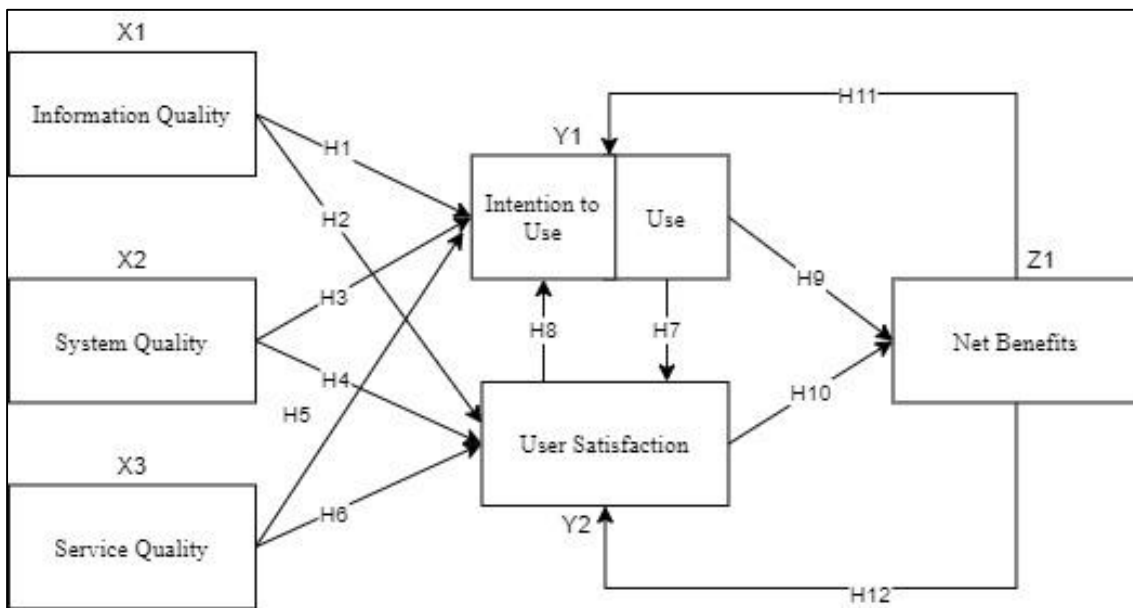 X1
Information Quality
H1
H2
X2
System Quality
H3
H4
H5
X3
Service Quality
H6
Y1
Intention to
Use
Use
H8
H7
User Satisfaction
Y2
H11
H9
H10
Z1
Net Benefits
H12